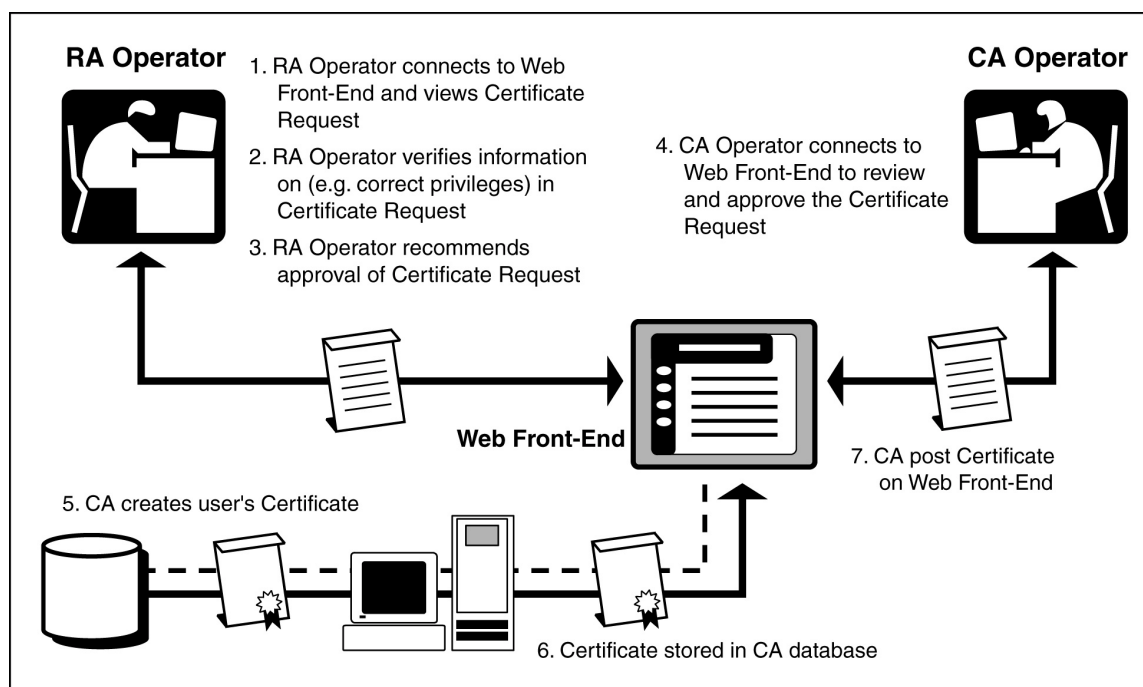 RA Operator
1. RA Operator connects to Web
Front-End and views Certificate
Request
2. RA Operator verifies information
on (e.g. correct privileges) in
Certificate Request
3. RA Operator recommends
approval of Certificate Request
CA Operator
4. CA Operator connects to
Web Front-End to review
and approve the Certificate
Request
Web Front-End
7. CA post Certificate
on Web Front-End
5. CA creates user's Certificate
6. Certificate stored in CA database